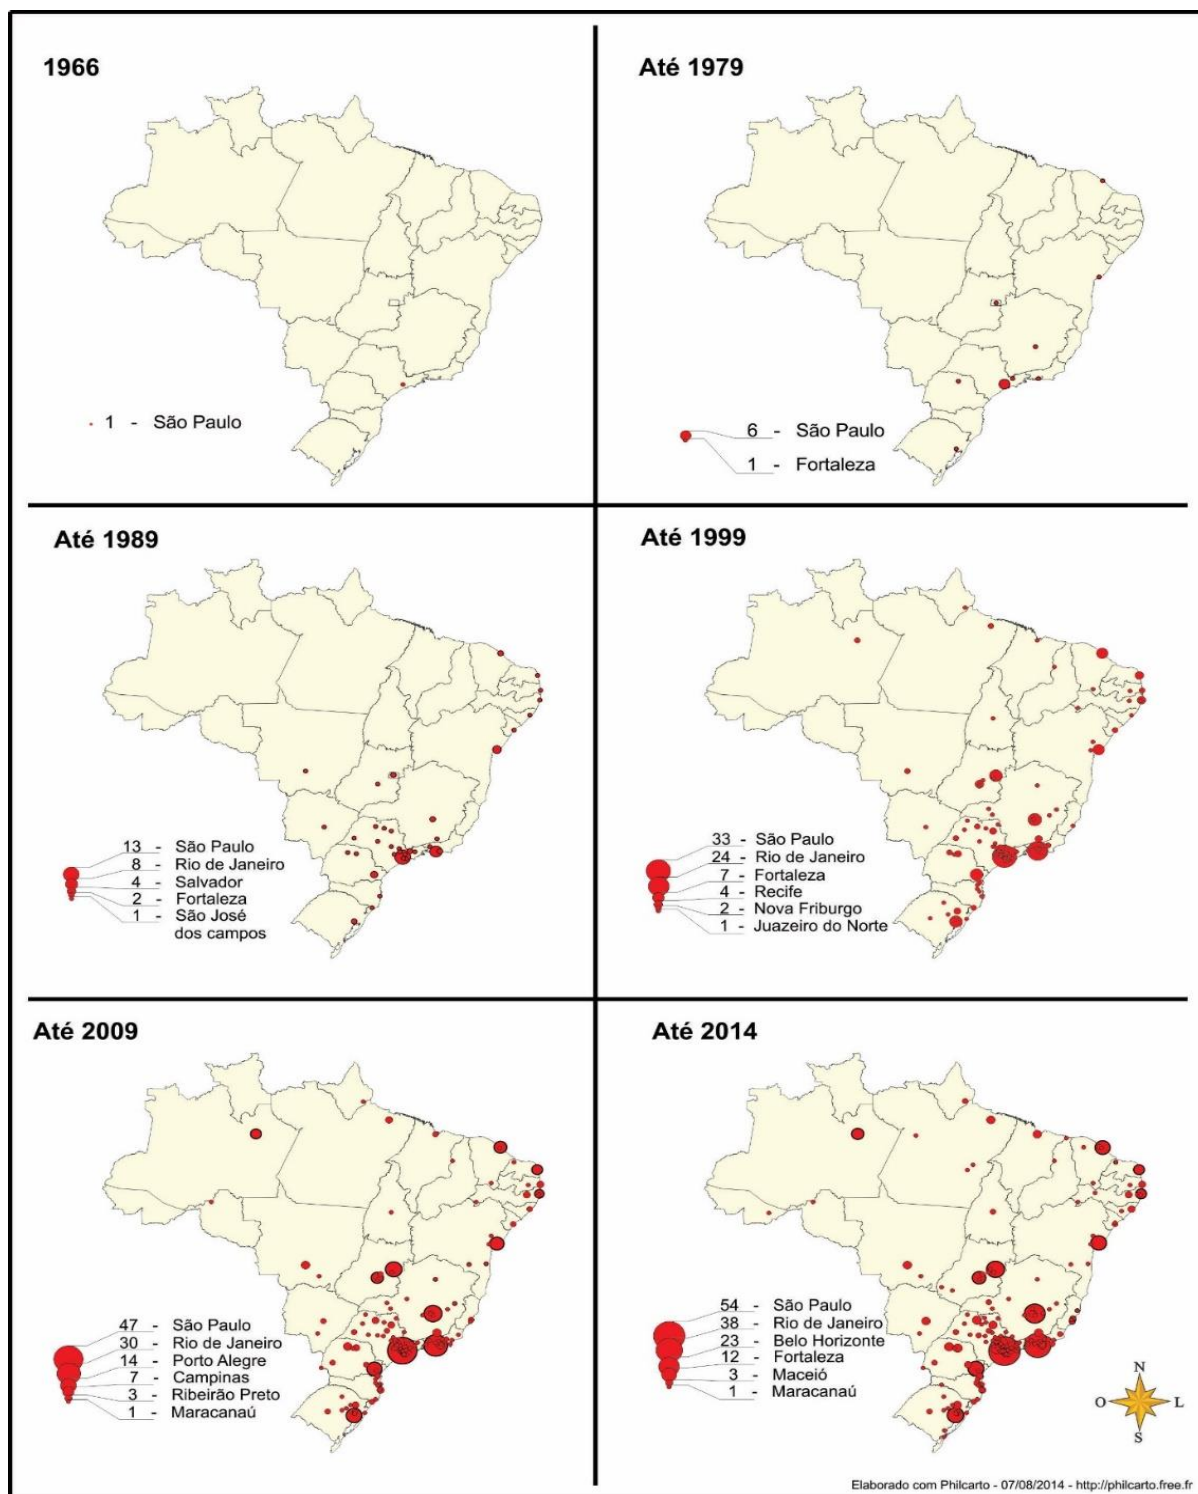 1966
1 - São Paulo
Até 1979
6 - São Paulo
1 - Fortaleza
Até 1989
13 - São Paulo
8 - Rio de Janeiro
4 - Salvador
2 - Fortaleza
1 - São José
dos campos
Até 1999
33 - São Paulo
24 - Rio de Janeiro
7 - Fortaleza
4 - Recife
2 - Nova Friburgo
1 - Juazeiro do Norte
Até 2009
47 - São Paulo
30 - Rio de Janeiro
14 - Porto Alegre
7 - Campinas
3 - Ribeirão Preto
1 - Maracanaú
Até 2014
54 - São Paulo
38 - Rio de Janeiro
23 - Belo Horizonte
12 - Fortaleza
3 - Maceió
1 - Maracanaú
N
O L
S
Elaborado com Philcarto - 07/08/2014 - http://philcarto.free.fr